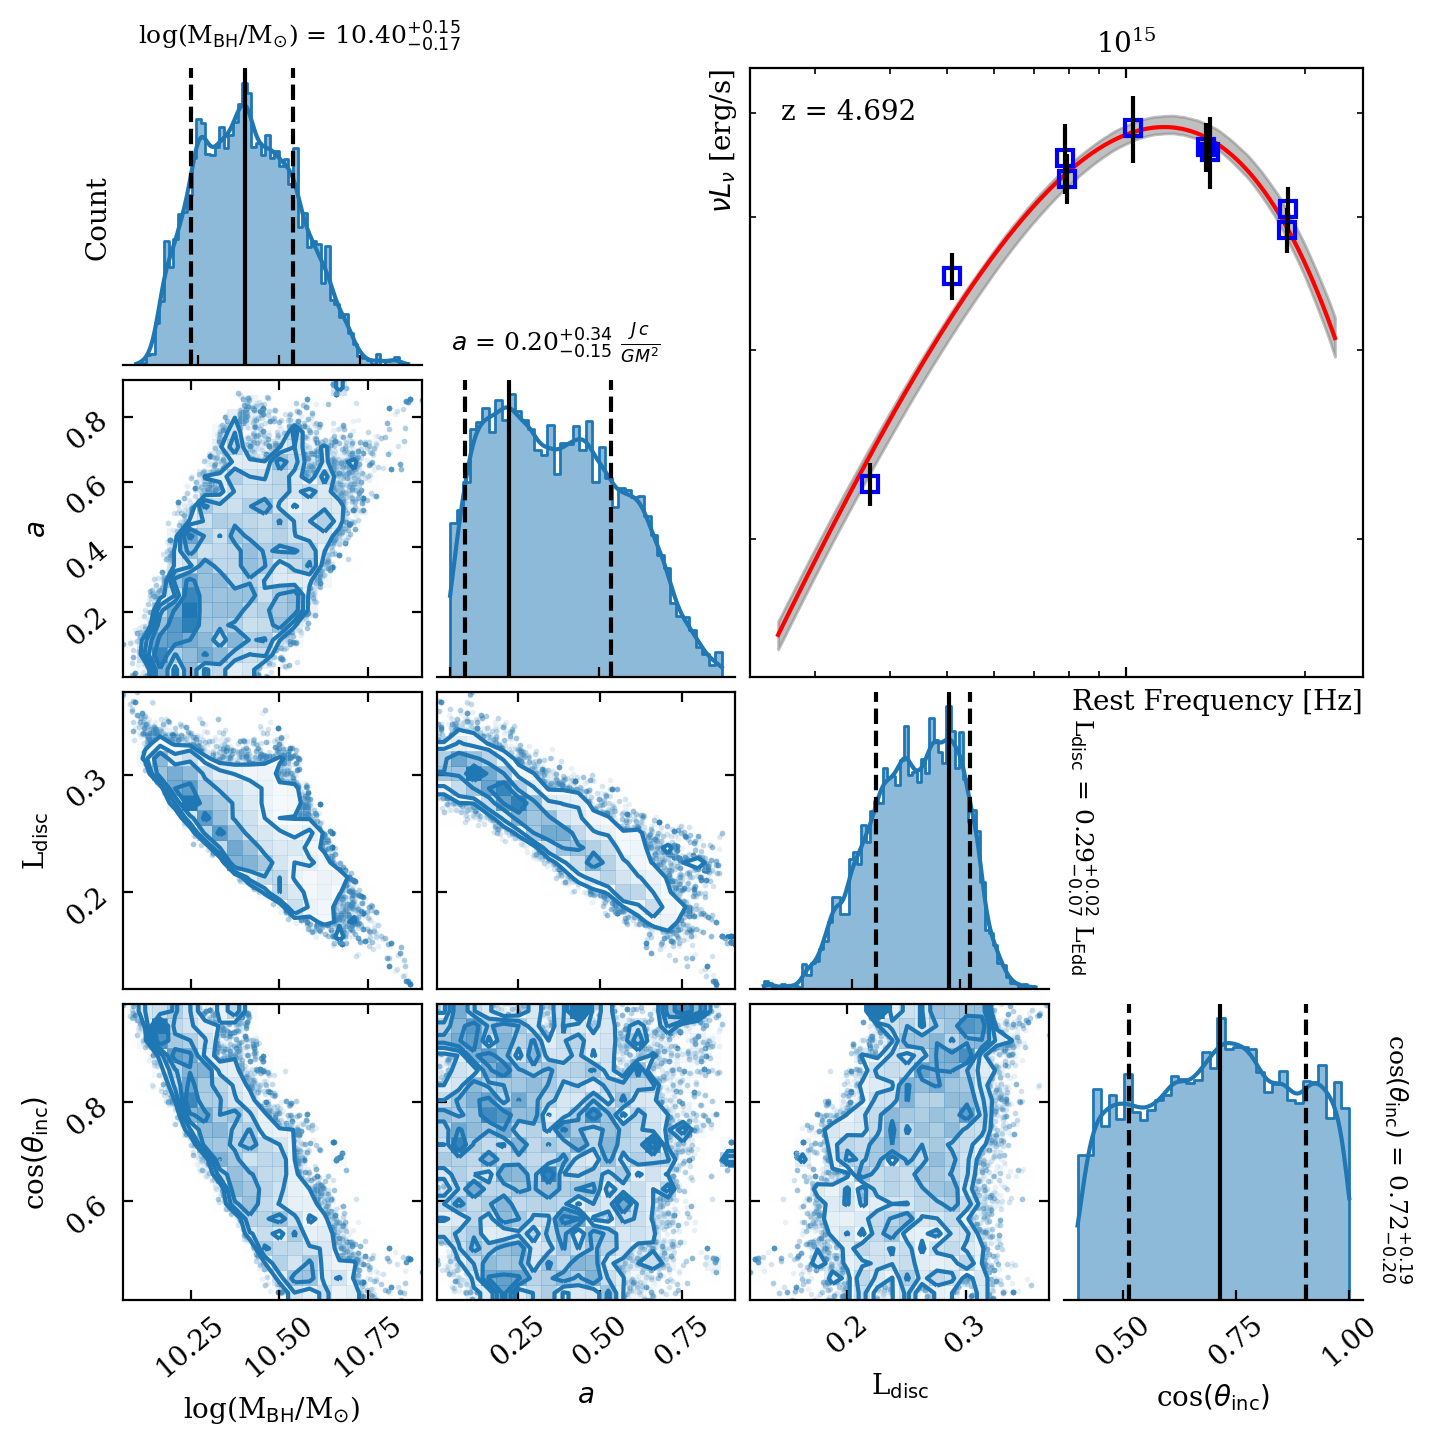 log(M_BH/M_⊙) = 10.40^{+0.15}_{−0.17}
10^{15}
νL_ν [erg/s]
z = 4.692
Count
a = 0.20^{+0.34}_{−0.15} \frac{Jc}{GM^2}
a
0.8
0.6
0.4
0.2
Rest Frequency [Hz]
L_disc = 0.29^{+0.02}_{−0.07} L_Edd
L_disc
0.3
0.2
cos(θ_inc) = 0.72^{+0.19}_{−0.20}
cos(θ_inc)
0.8
0.6
10.25 10.50 10.75
0.25 0.50 0.75
0.2 0.3
0.50 0.75 1.00
log(M_BH/M_⊙)
a
L_disc
cos(θ_inc)